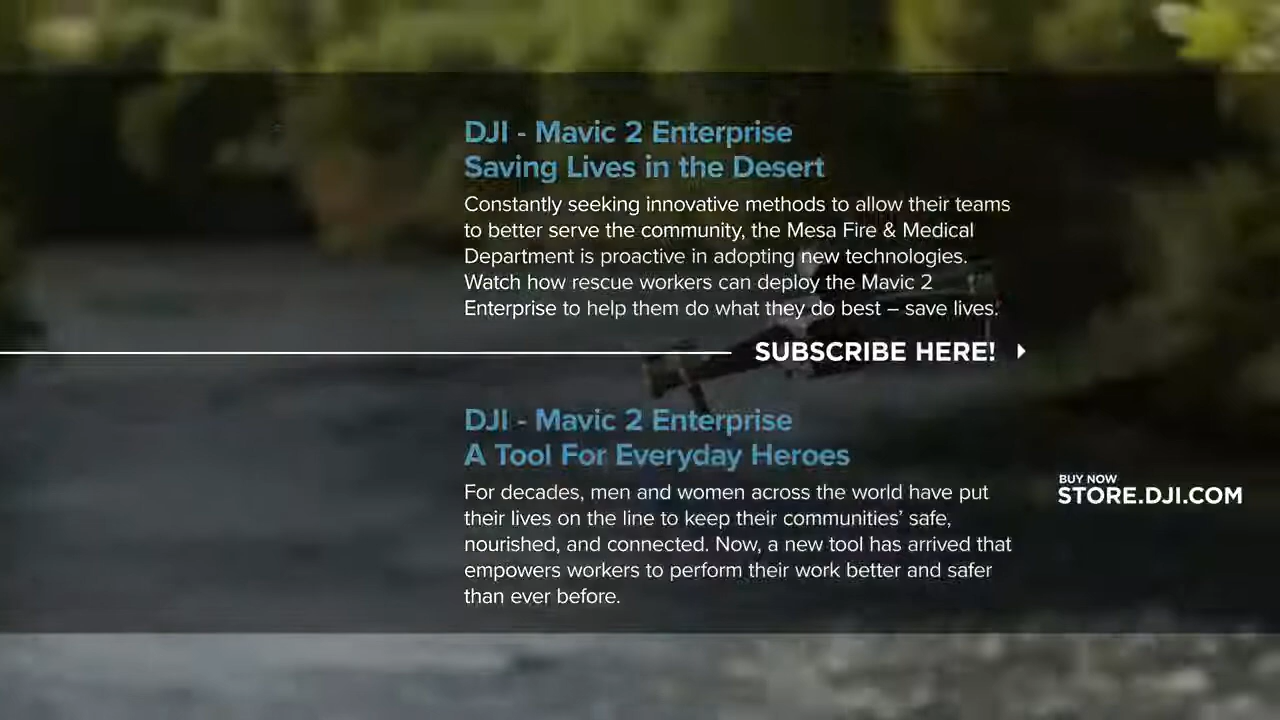 DJI - Mavic 2 Enterprise
Saving Lives in the Desert
Constantly seeking innovative methods to allow their teams
to better serve the community, the Mesa Fire & Medical
Department is proactive in adopting new technologies.
Watch how rescue workers can deploy the Mavic 2
Enterprise to help them do what they do best – save lives.
SUBSCRIBE HERE!
DJI - Mavic 2 Enterprise
A Tool For Everyday Heroes
For decades, men and women across the world have put
their lives on the line to keep their communities’ safe,
nourished, and connected. Now, a new tool has arrived that
empowers workers to perform their work better and safer
than ever before.
BUY NOW
STORE.DJI.COM